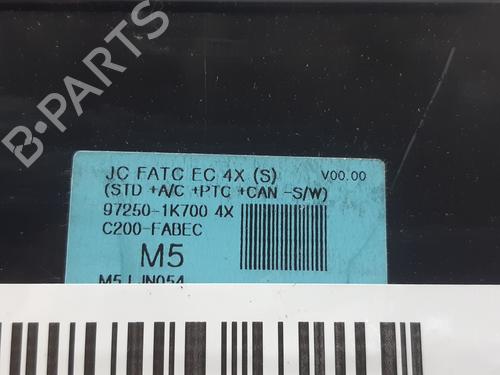 B-PARTS
JC FATC EC 4X (S)
V00.00
(STD +A/C +PTC +CAN -S/W)
97250-1K700 4X
C200-FABEC
M5